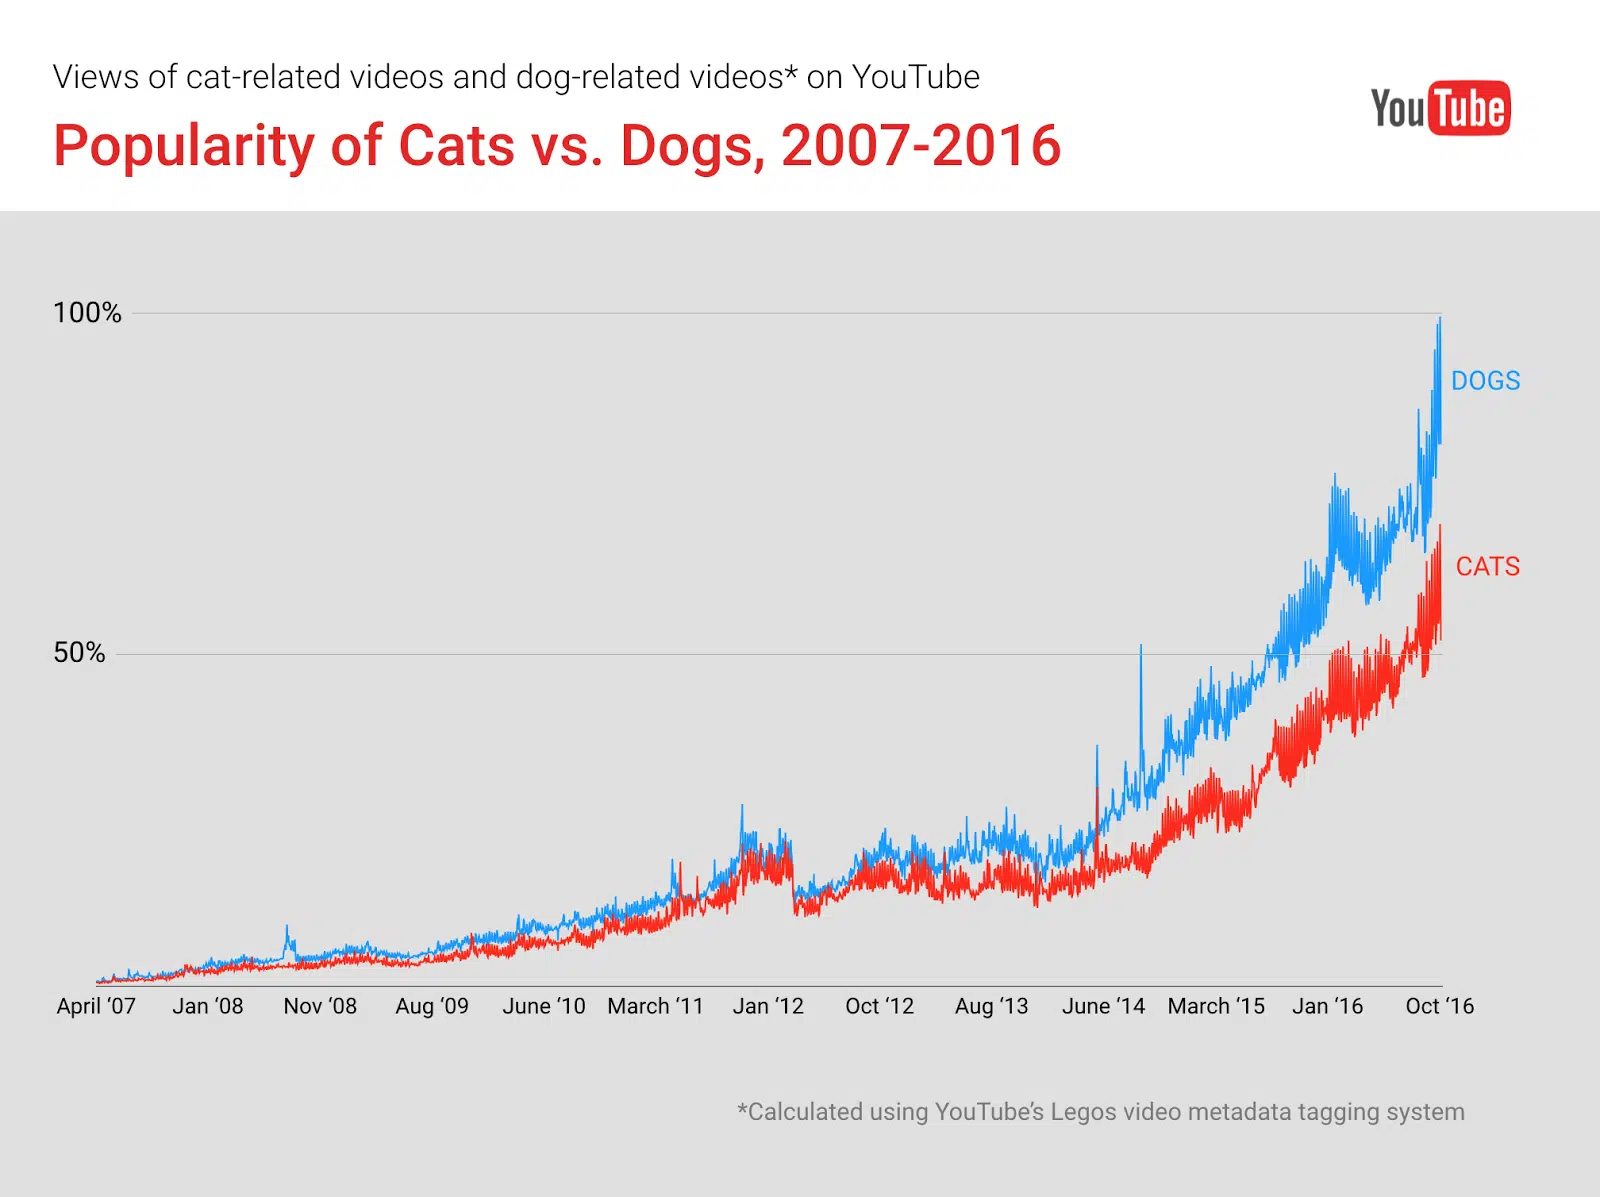 Views of cat-related videos and dog-related videos* on YouTube
Popularity of Cats vs. Dogs, 2007-2016
YouTube
100%
DOGS
CATS
50%
April ‘07 Jan ‘08 Nov ‘08 Aug ‘09 June ‘10 March ‘11 Jan ‘12 Oct ‘12 Aug ‘13 June ‘14 March ‘15 Jan ‘16 Oct ‘16
*Calculated using YouTube’s Legos video metadata tagging system